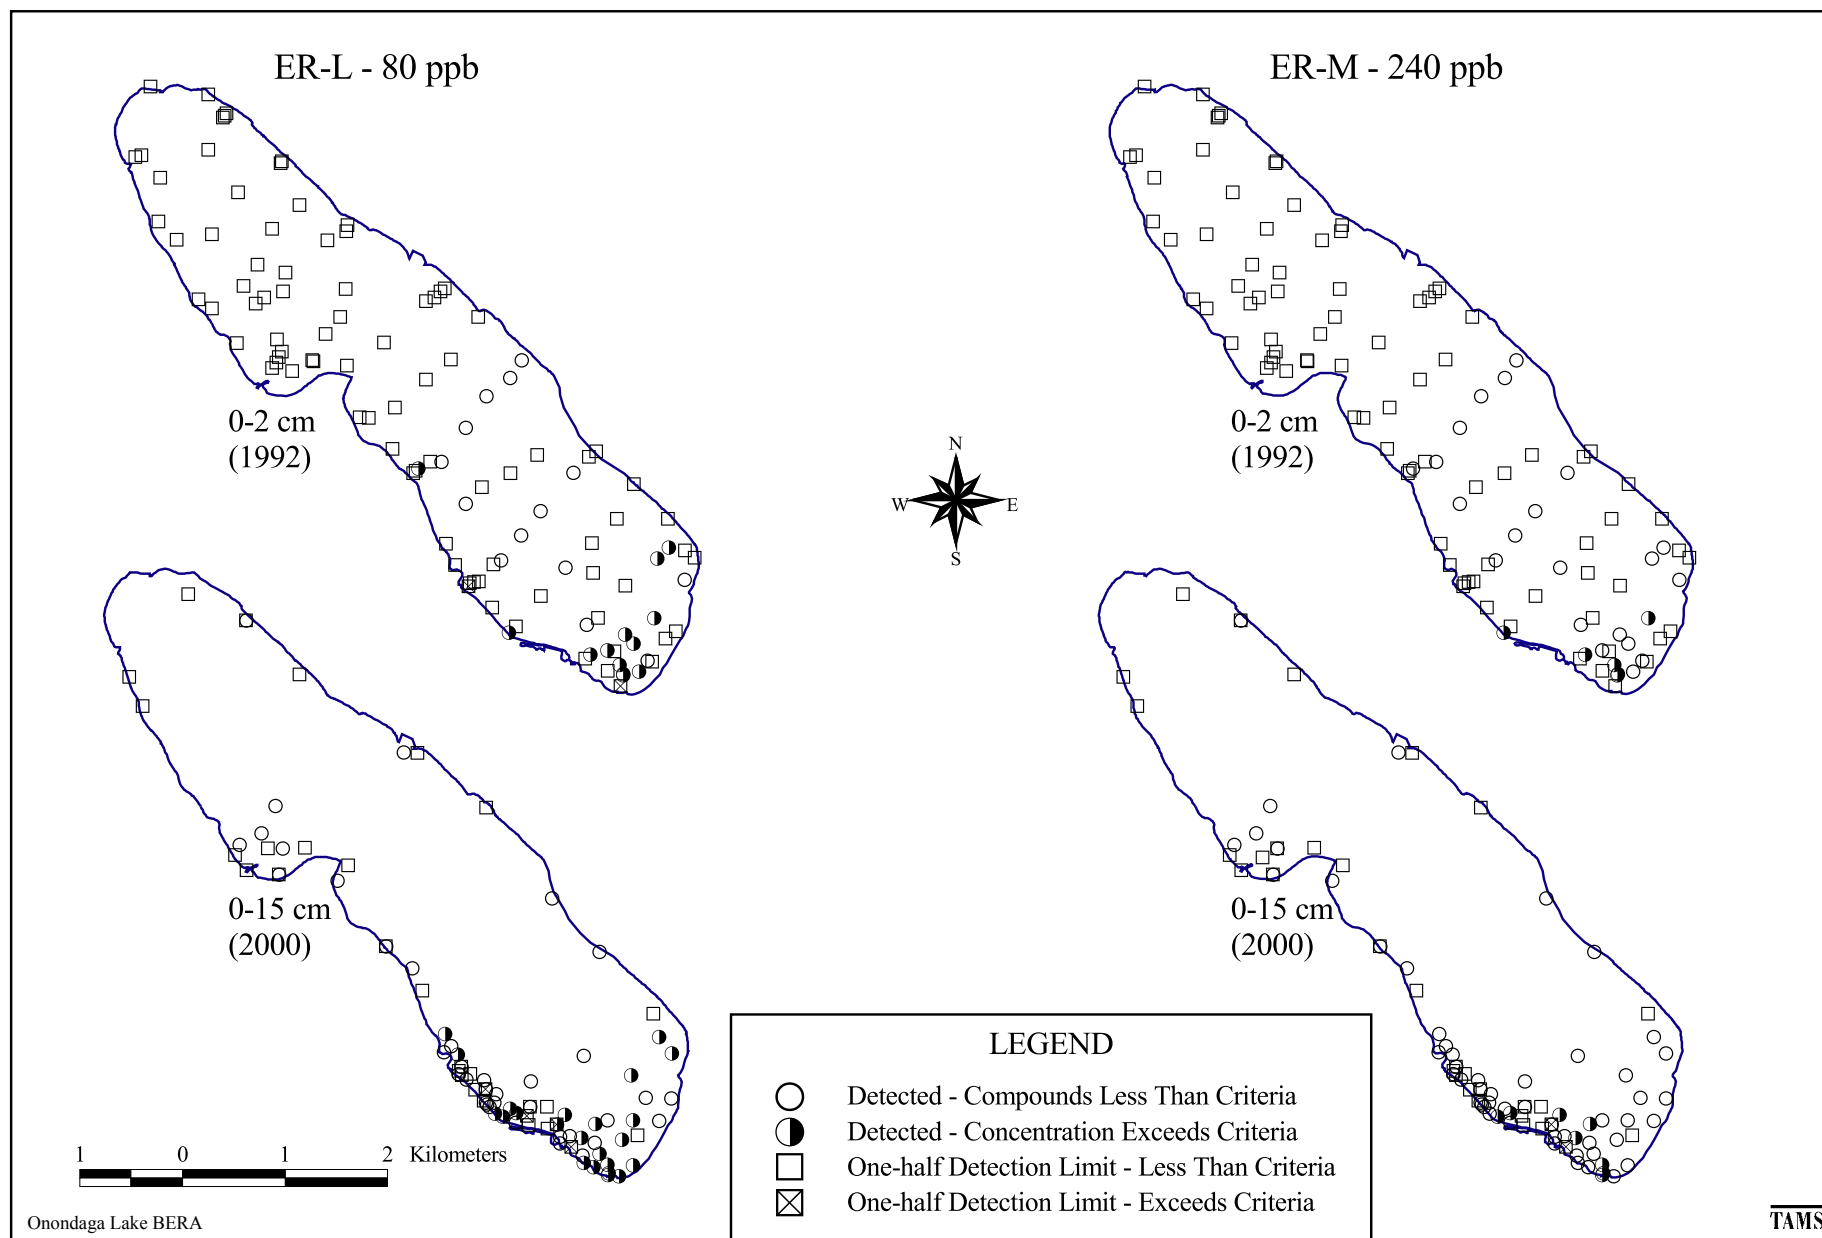 ER-L - 80 ppb
ER-M - 240 ppb
0-2 cm
(1992)
0-2 cm
(1992)
N
W
E
S
0-15 cm
(2000)
0-15 cm
(2000)
LEGEND
Detected - Compounds Less Than Criteria
Detected - Concentration Exceeds Criteria
One-half Detection Limit - Less Than Criteria
One-half Detection Limit - Exceeds Criteria
1 0 1 2 Kilometers
Onondaga Lake BERA
TAMS